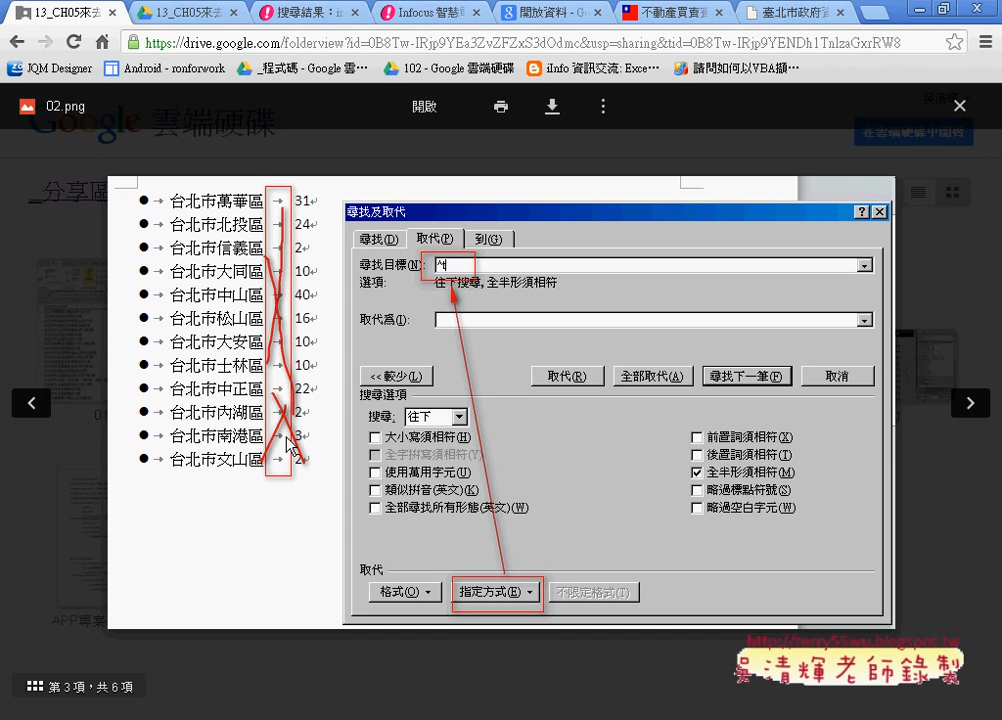 13_CH05來去
13_CH05來去
搜尋結果：in
Infocus 智慧
開放資料 - G
不動產買賣資
臺北市政府資
https://drive.google.com/folderview?id=0B8Tw-IRjp9YEa3ZvZFZxS3dOdmc&usp=sharing&tid=0B8Tw-IRjp9YENDh1TnlzaGxrRW8
JQM Designer
Android - ronforwork
_程式碼 - Google 雲…
102 - Google 雲端硬碟
iInfo 資訊交流: Exce…
請問如何以VBA擷…
02.png
開啟
Google 雲端硬碟
在雲端硬碟中開啟
_分享區
尋找及取代
尋找(D)
取代(P)
到(G)
尋找目標(N):
^t
選項:
往下搜尋, 全半形須相符
取代為(I):
<< 較少(L)
取代(R)
全部取代(A)
尋找下一筆(F)
取消
搜尋選項
搜尋:
往下
大小寫須相符(H)
全字拼寫須相符(Y)
使用萬用字元(U)
類似拼音(英文)(K)
全部尋找所有形態(英文)(W)
前置詞須相符(X)
後置詞須相符(T)
全半形須相符(M)
略過標點符號(S)
略過空白字元(W)
取代
格式(O)
指定方式(E)
不限定格式(T)
● → 台北市萬華區 → 31
● → 台北市北投區 → 24
● → 台北市信義區 → 2
● → 台北市大同區 → 10
● → 台北市中山區 → 40
● → 台北市松山區 → 16
● → 台北市大安區 → 10
● → 台北市士林區 → 10
● → 台北市中正區 → 22
● → 台北市內湖區 → 2
● → 台北市南港區 → 3
● → 台北市文山區 → 2
APP專案
http://terry55wu.blogspot.tw
吳清輝老師錄製
第 3 項，共 6 項